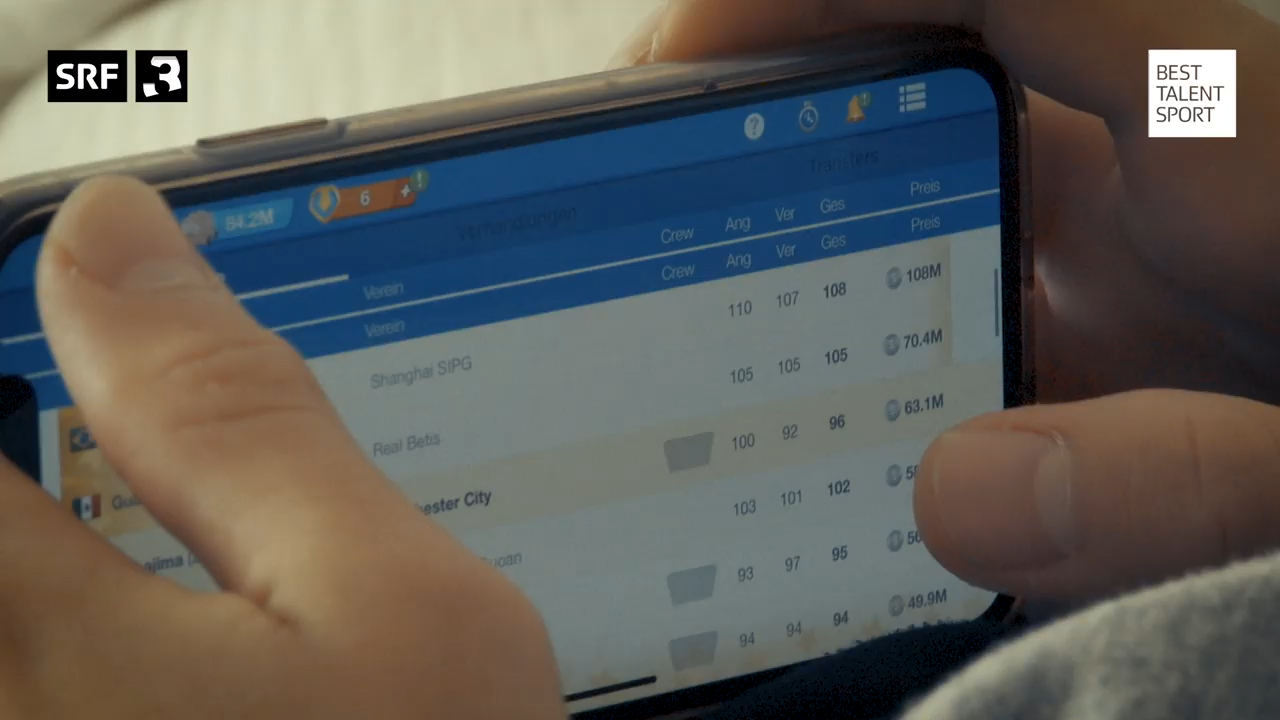 SRF 3
BEST
TALENT
SPORT
84.2M 6
Verhandlungen Transfers
Verein Crew Ang Ver Ges Preis
Verein Crew Ang Ver Ges Preis
Shanghai SIPG 110 107 108 108M
Real Betis 105 105 105 70.4M
ester City 100 92 96 63.1M
103 101 102
93 97 95
94 94 94 49.9M